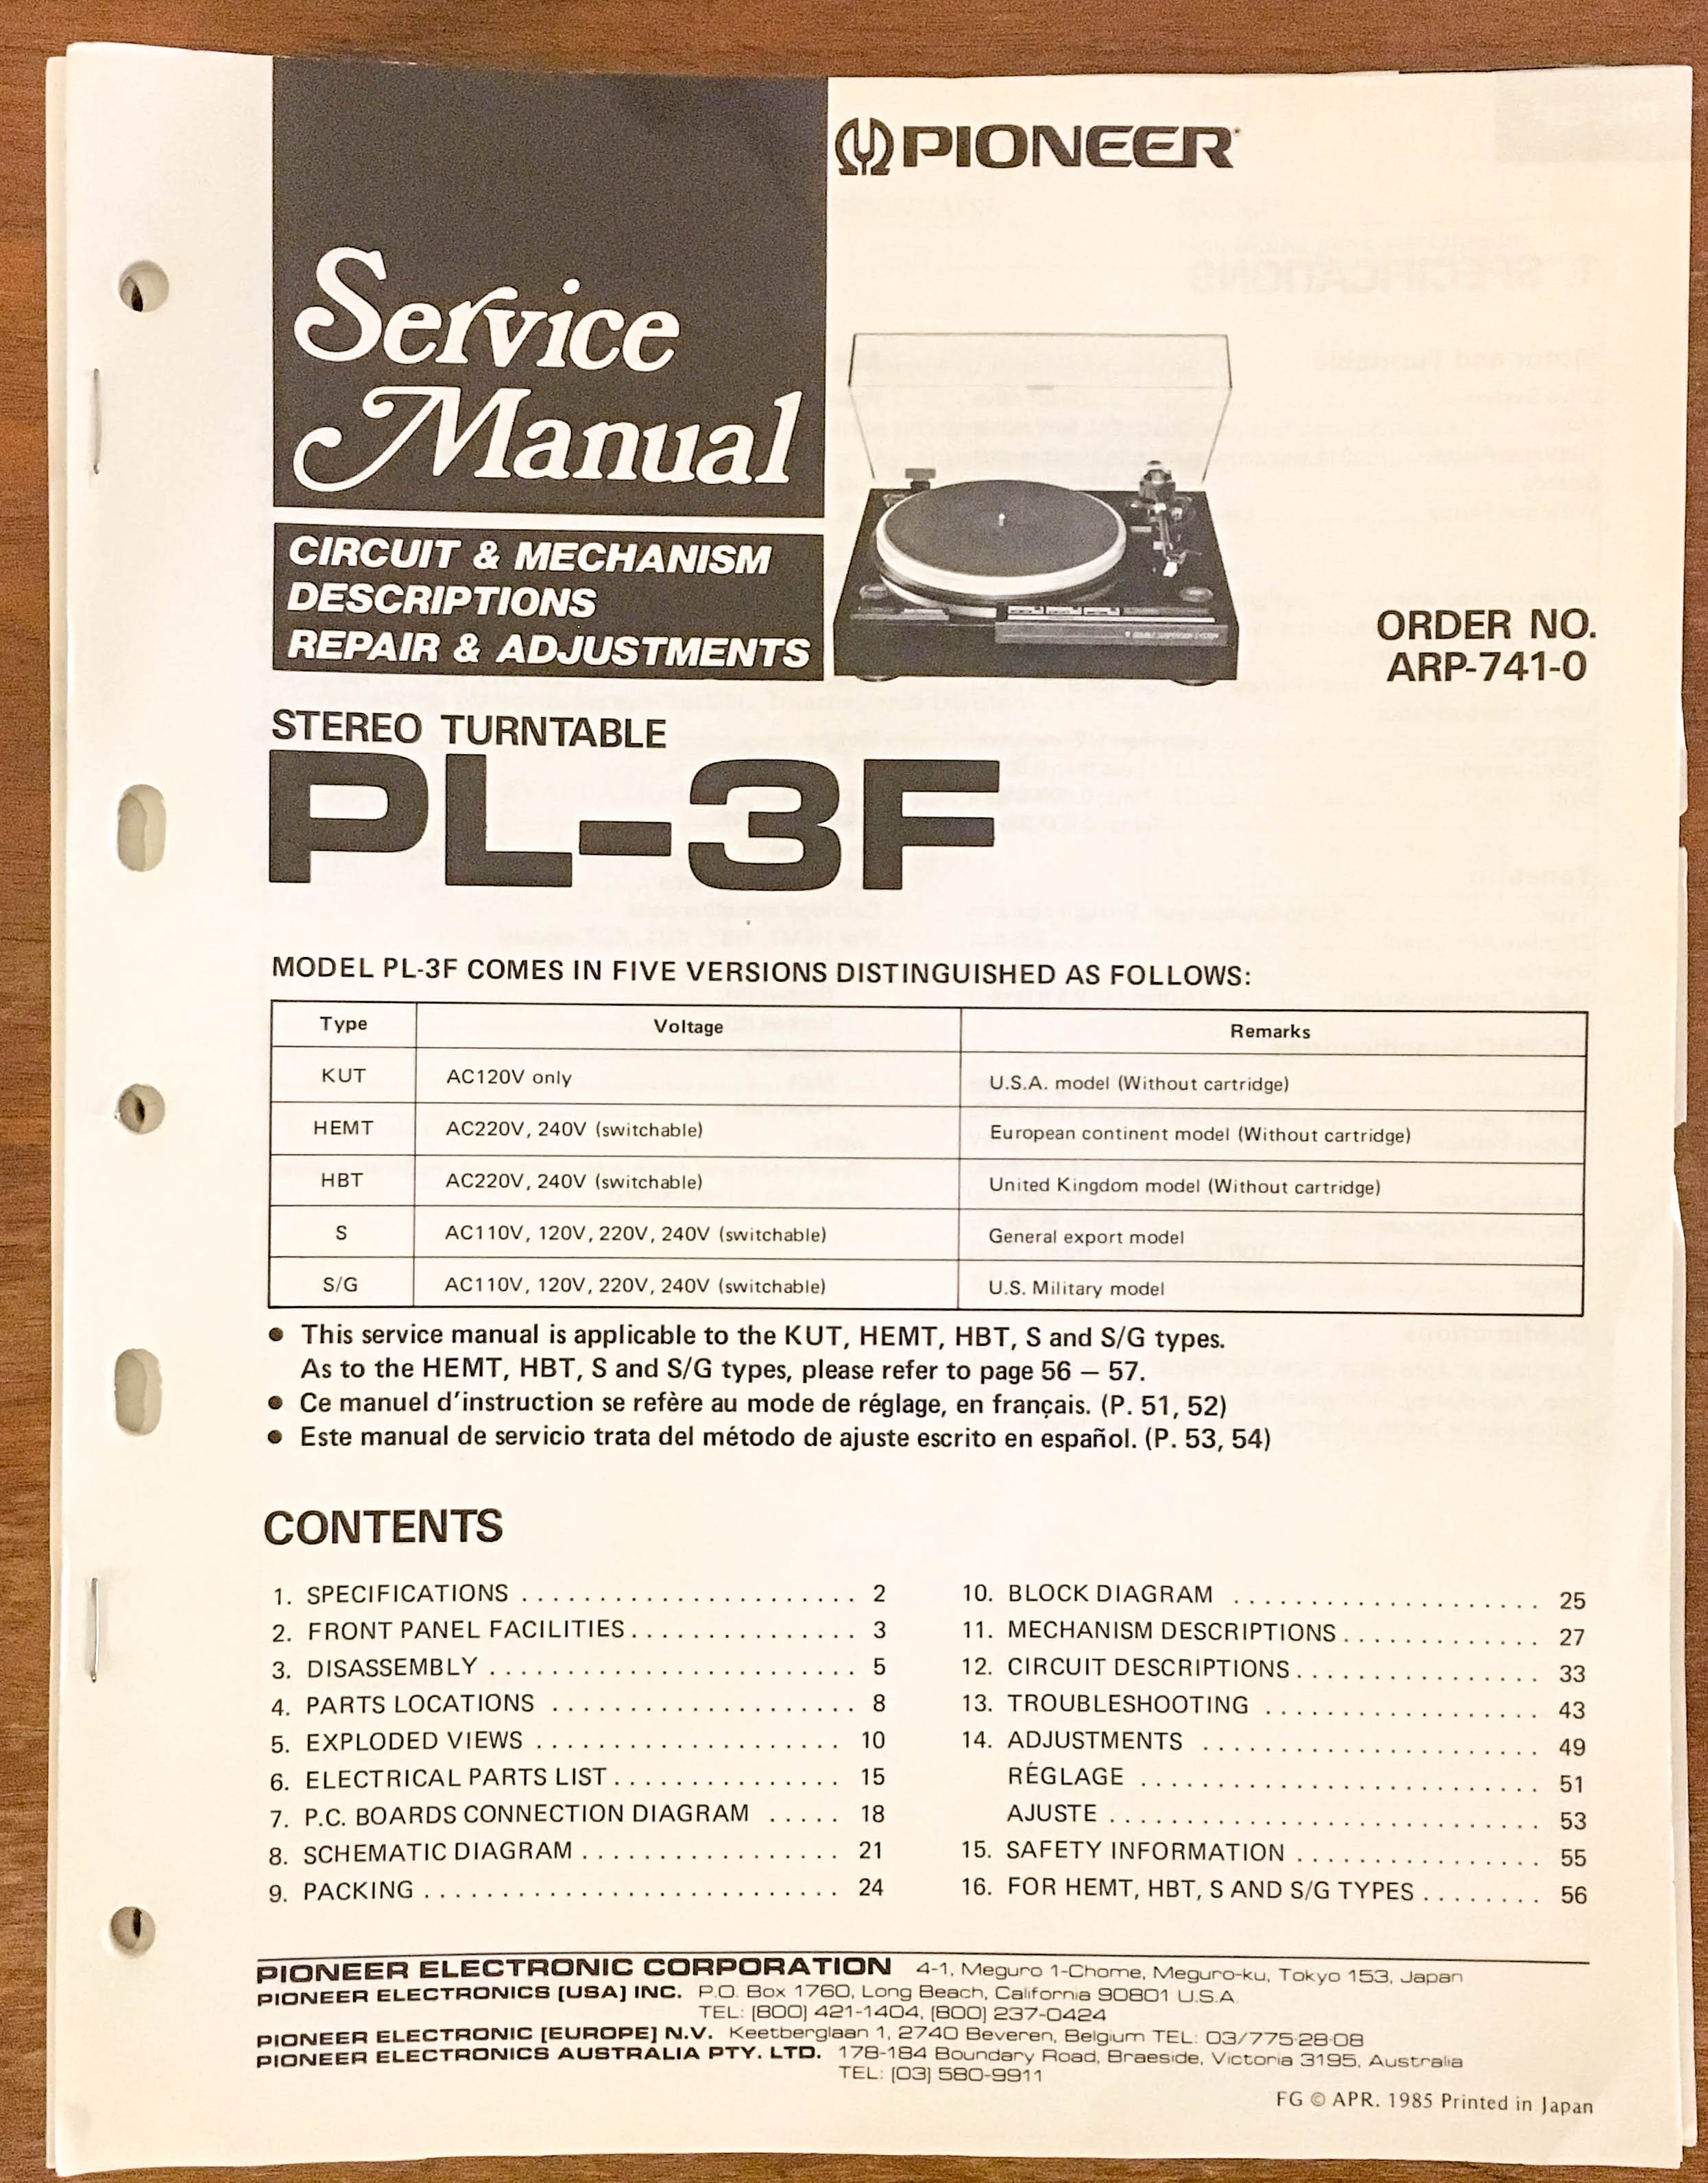 PIONEER
Service
Manual
CIRCUIT & MECHANISM
DESCRIPTIONS
REPAIR & ADJUSTMENTS
ORDER NO.
ARP-741-0
STEREO TURNTABLE
PL-3F
MODEL PL-3F COMES IN FIVE VERSIONS DISTINGUISHED AS FOLLOWS:
Type Voltage Remarks
KUT AC120V only U.S.A. model (Without cartridge)
HEMT AC220V, 240V (switchable) European continent model (Without cartridge)
HBT AC220V, 240V (switchable) United Kingdom model (Without cartridge)
S AC110V, 120V, 220V, 240V (switchable) General export model
S/G AC110V, 120V, 220V, 240V (switchable) U.S. Military model
● This service manual is applicable to the KUT, HEMT, HBT, S and S/G types.
As to the HEMT, HBT, S and S/G types, please refer to page 56 – 57.
● Ce manuel d'instruction se refère au mode de réglage, en français. (P. 51, 52)
● Este manual de servicio trata del método de ajuste escrito en español. (P. 53, 54)
CONTENTS
1. SPECIFICATIONS ...................... 2
2. FRONT PANEL FACILITIES............... 3
3. DISASSEMBLY ........................ 5
4. PARTS LOCATIONS .................... 8
5. EXPLODED VIEWS .................... 10
6. ELECTRICAL PARTS LIST............... 15
7. P.C. BOARDS CONNECTION DIAGRAM ..... 18
8. SCHEMATIC DIAGRAM................. 21
9. PACKING ........................... 24
10. BLOCK DIAGRAM .................... 25
11. MECHANISM DESCRIPTIONS............. 27
12. CIRCUIT DESCRIPTIONS................ 33
13. TROUBLESHOOTING .................. 43
14. ADJUSTMENTS ...................... 49
RÉGLAGE .......................... 51
AJUSTE ............................ 53
15. SAFETY INFORMATION ................ 55
16. FOR HEMT, HBT, S AND S/G TYPES........ 56
PIONEER ELECTRONIC CORPORATION 4-1, Meguro 1-Chome, Meguro-ku, Tokyo 153, Japan
PIONEER ELECTRONICS [USA] INC. P.O. Box 1760, Long Beach, California 90801 U.S.A.
TEL: [800] 421-1404, [800] 237-0424
PIONEER ELECTRONIC [EUROPE] N.V. Keetberglaan 1, 2740 Beveren, Belgium TEL: 03/775·28·08
PIONEER ELECTRONICS AUSTRALIA PTY. LTD. 178-184 Boundary Road, Braeside, Victoria 3195, Australia
TEL: [03] 580-9911
FG © APR. 1985 Printed in Japan